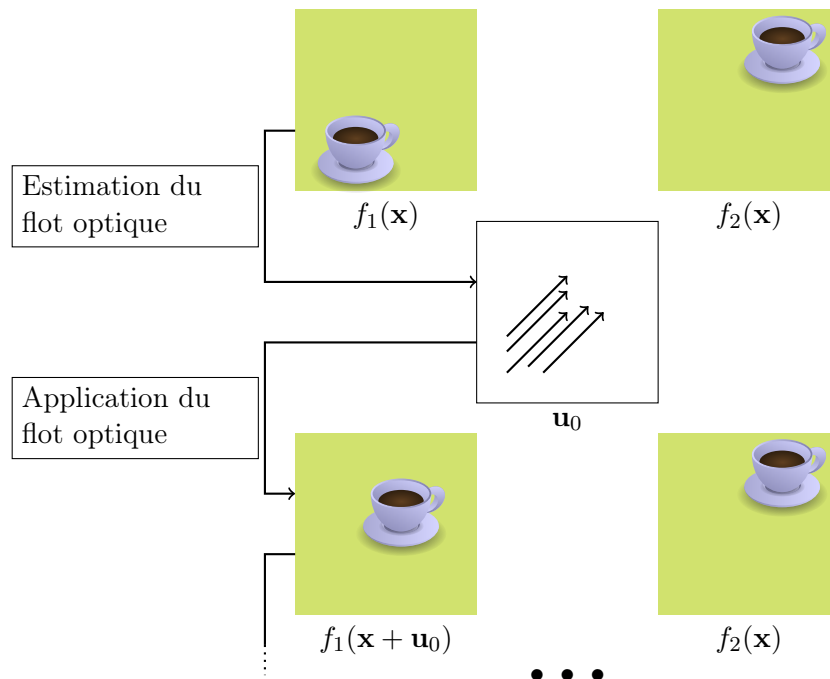 Estimation du
flot optique
f₁(𝐱)
f₂(𝐱)
𝐮₀
Application du
flot optique
f₁(𝐱 + 𝐮₀)
f₂(𝐱)